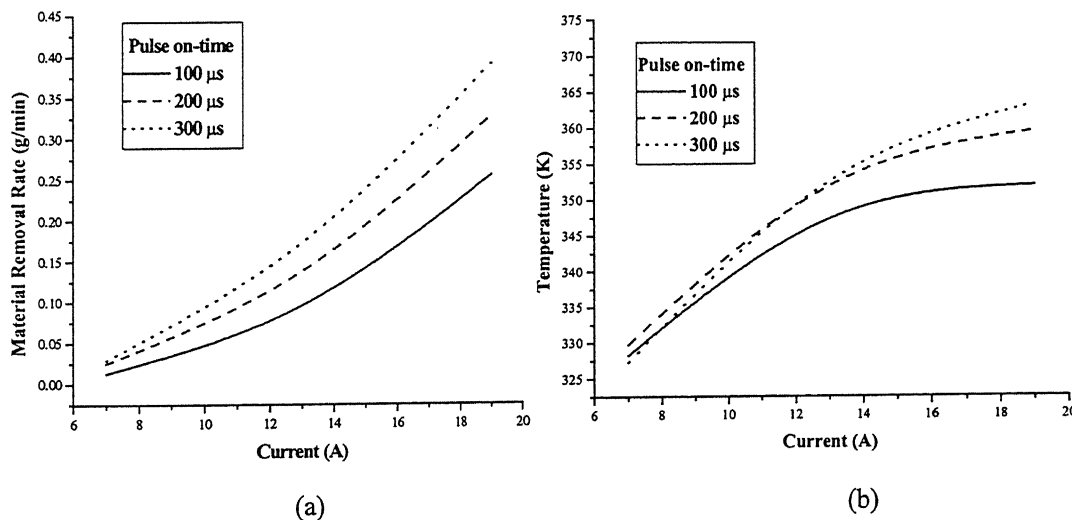 0.45
0.40
0.35
0.30
0.25
0.20
0.15
0.10
0.05
0.00
Material Removal Rate (g/min)
Pulse on-time
100 μs
200 μs
300 μs
6 8 10 12 14 16 18 20
Current (A)
(a)
375
370
365
360
355
350
345
340
335
330
325
Temperature (K)
Pulse on-time
100 μs
200 μs
300 μs
6 8 10 12 14 16 18 20
Current (A)
(b)